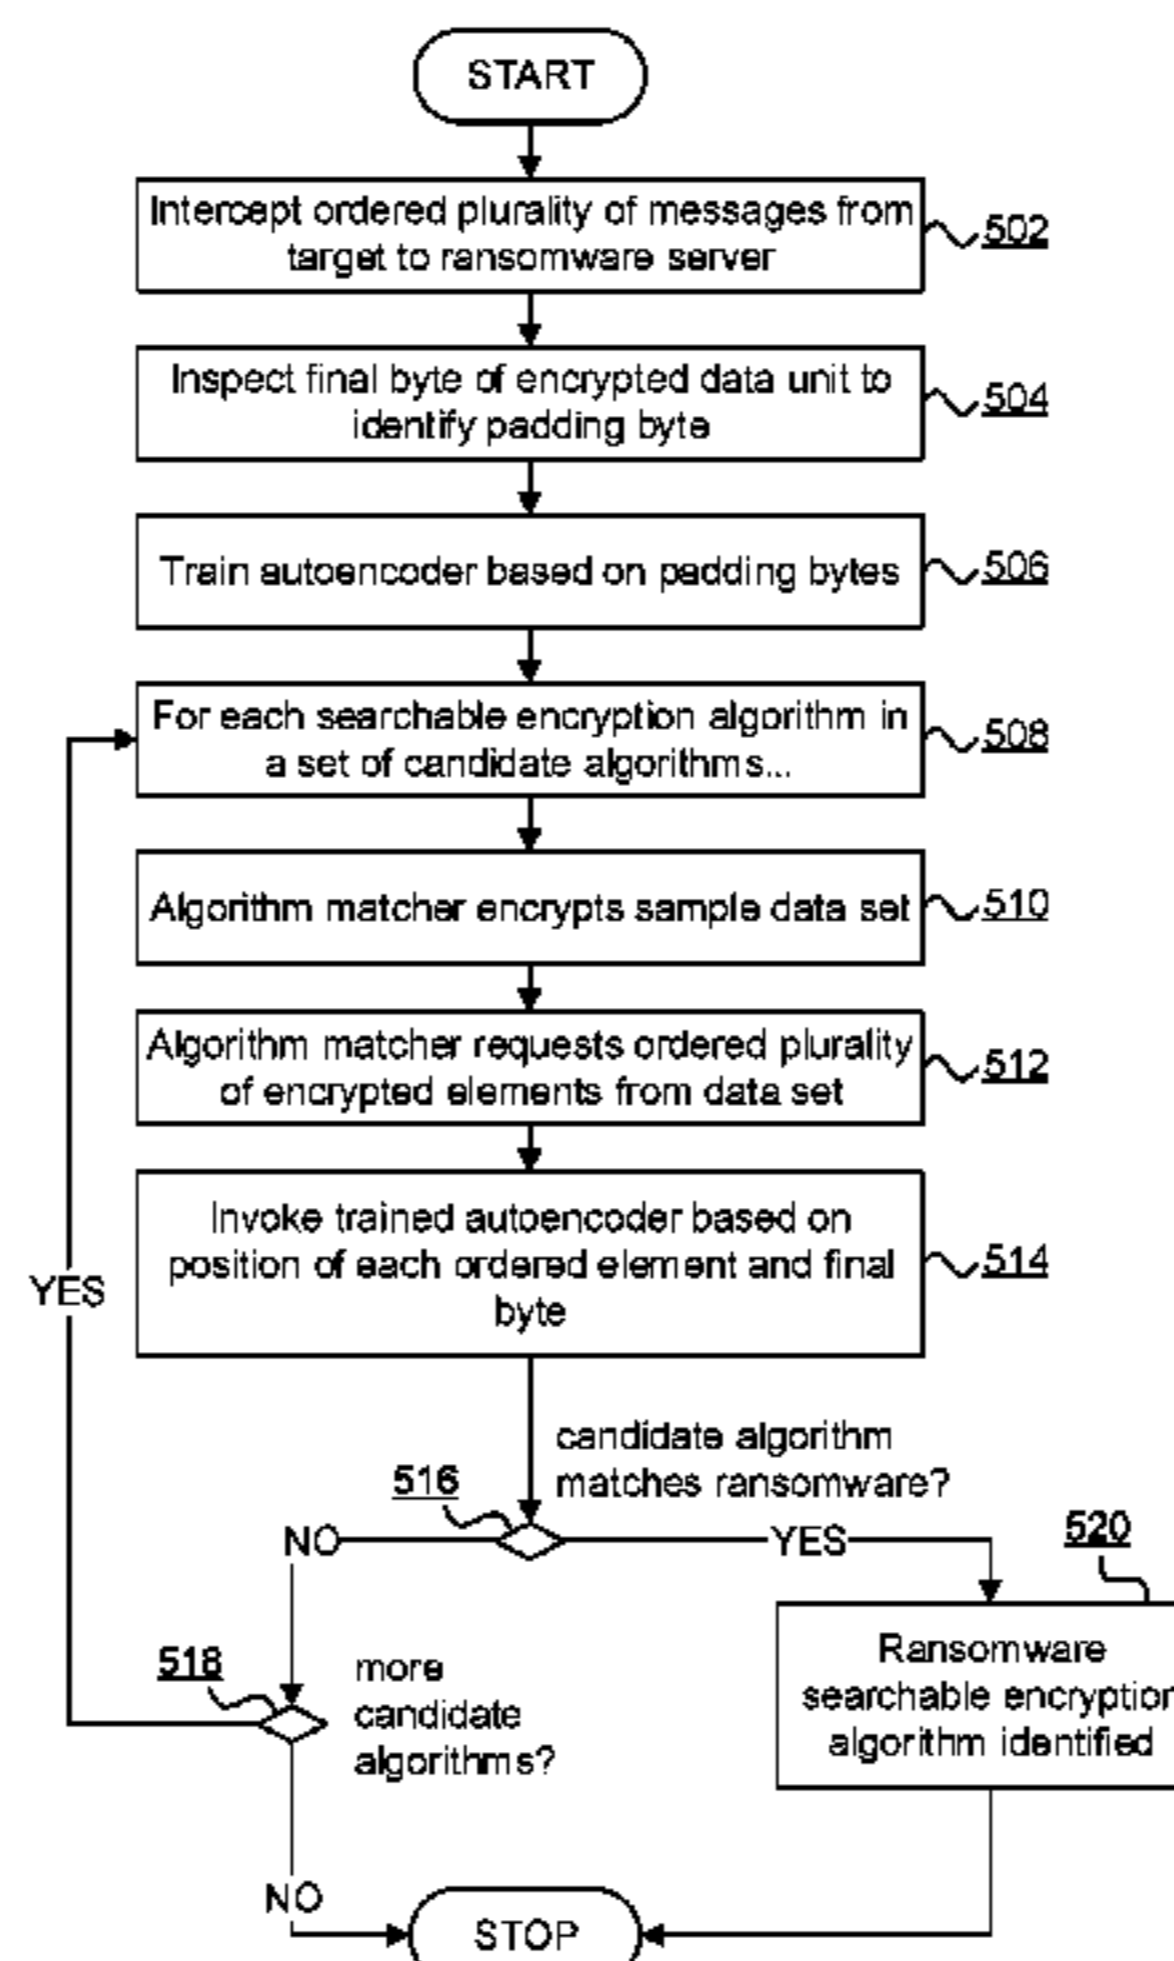 START
Intercept ordered plurality of messages from
target to ransomware server
502
Inspect final byte of encrypted data unit to
identify padding byte
504
Train autoencoder based on padding bytes
506
For each searchable encryption algorithm in
a set of candidate algorithms...
508
Algorithm matcher encrypts sample data set
510
Algorithm matcher requests ordered plurality
of encrypted elements from data set
512
Invoke trained autoencoder based on
position of each ordered element and final
byte
514
YES
candidate algorithm
matches ransomware?
516
NO
YES
520
Ransomware
searchable encryption
algorithm identified
518
more
candidate
algorithms?
NO
STOP